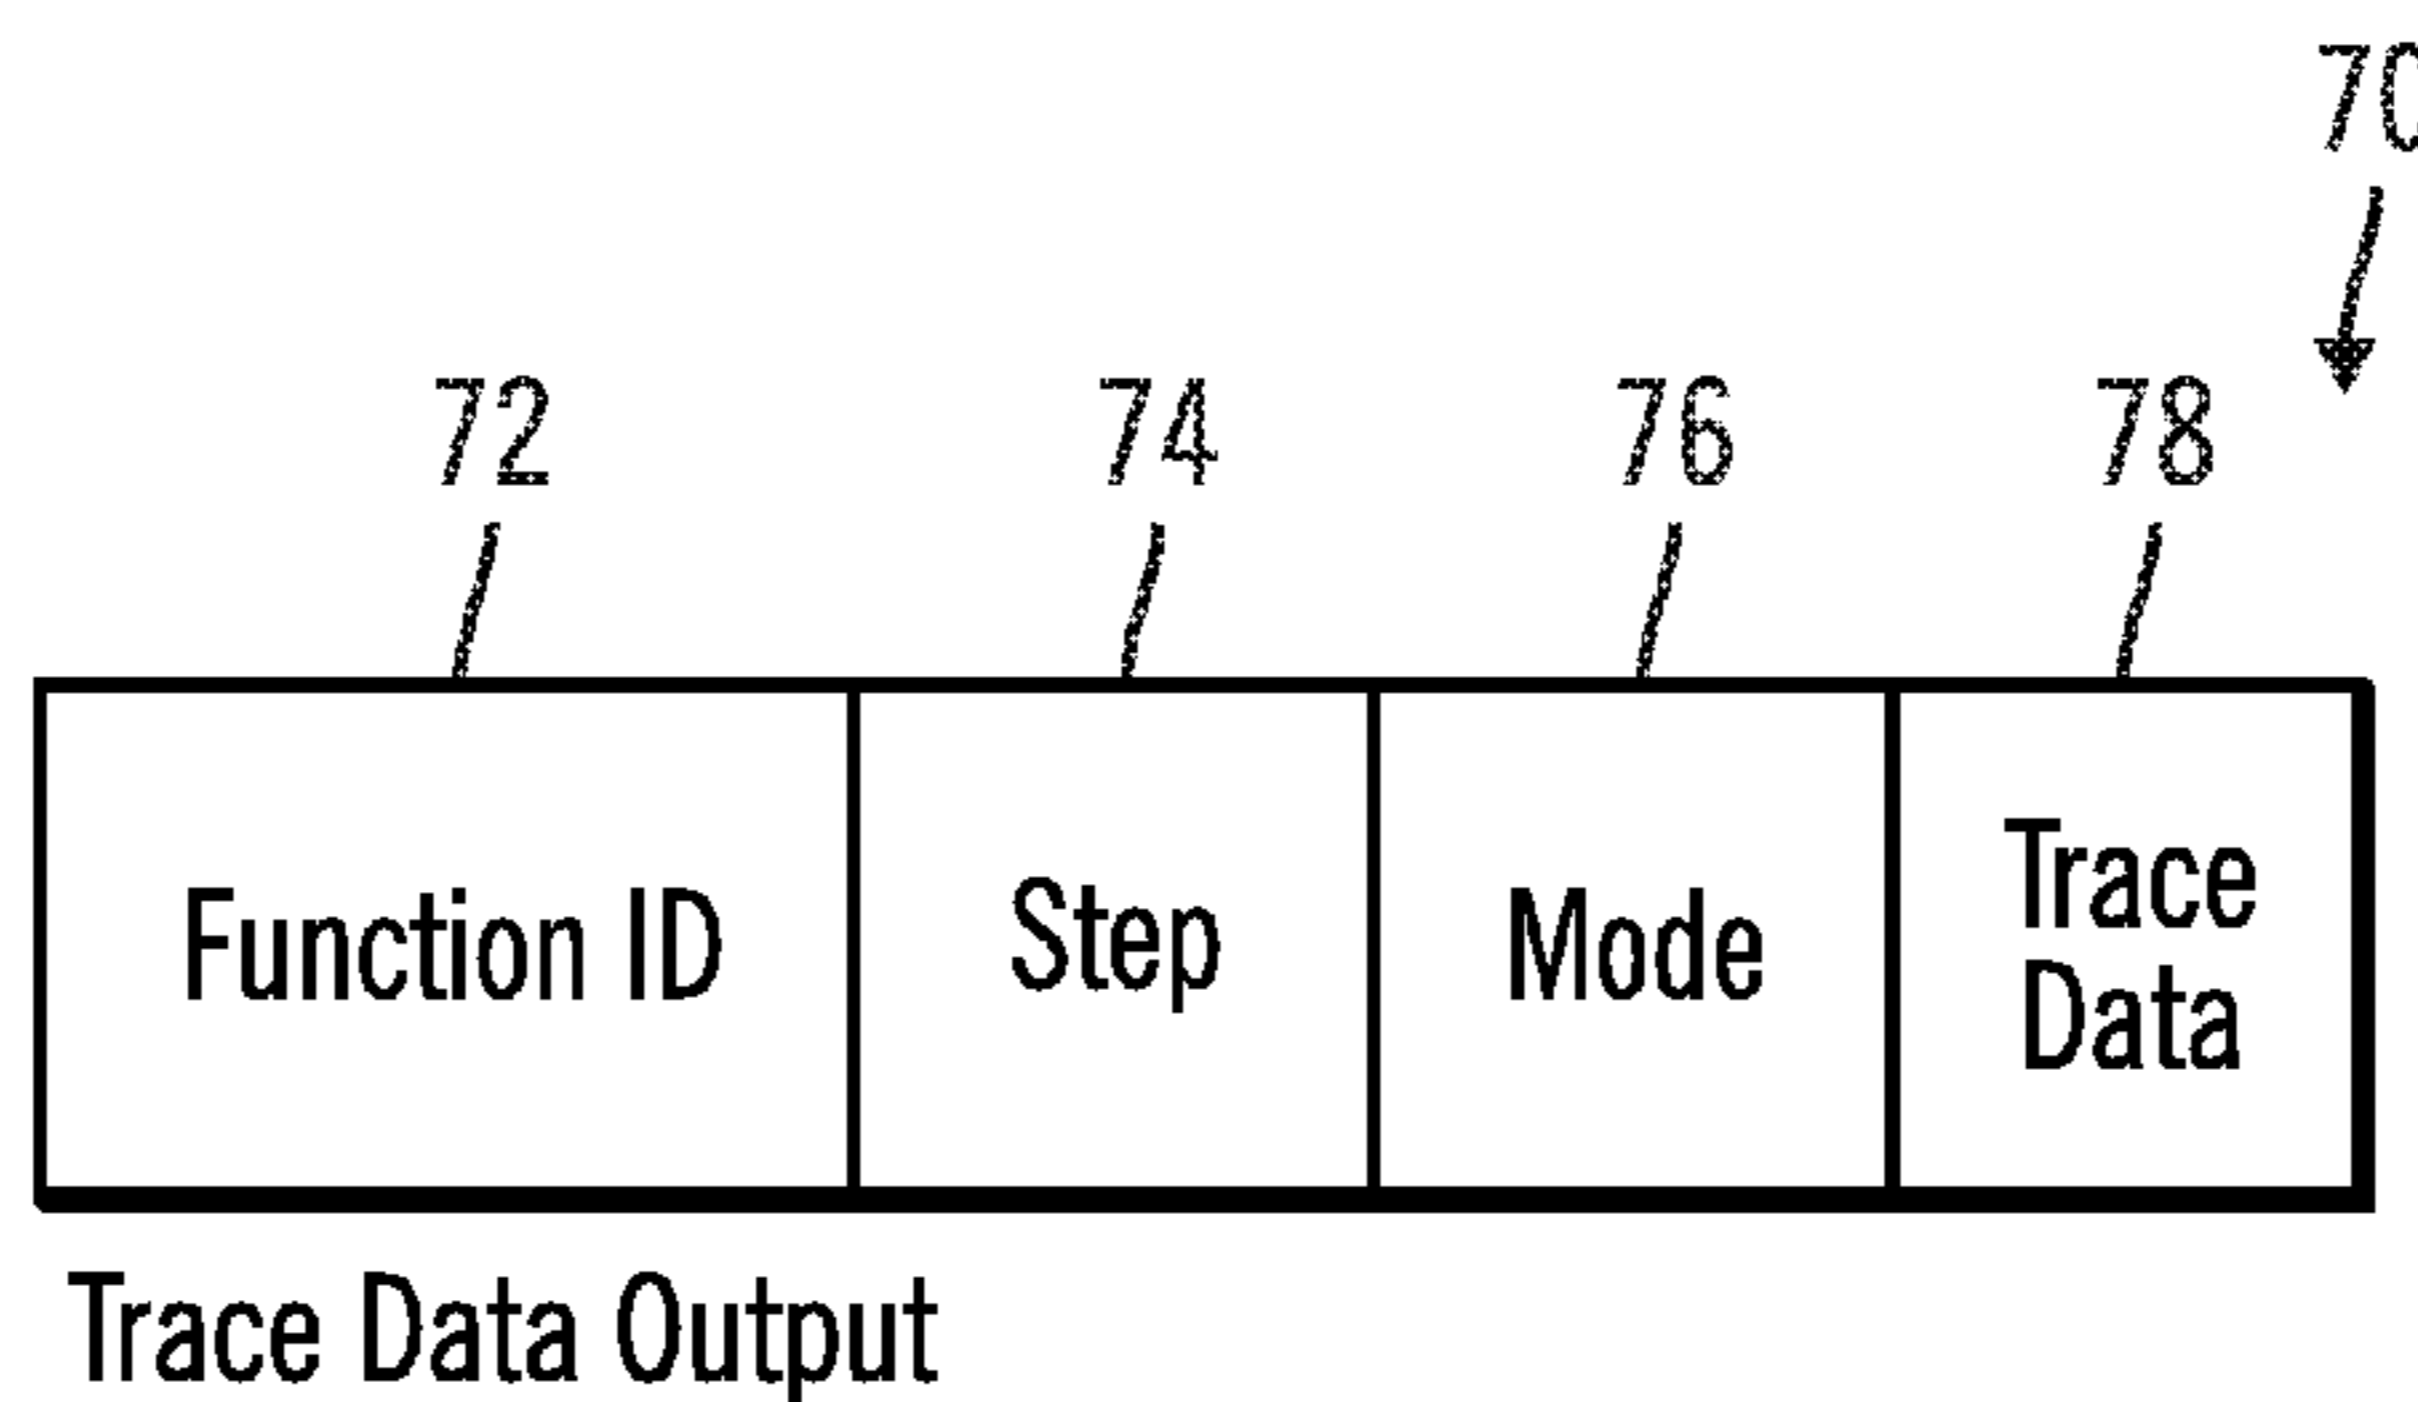 70
72 74 76 78
Function ID Step Mode Trace
Data
Trace Data Output